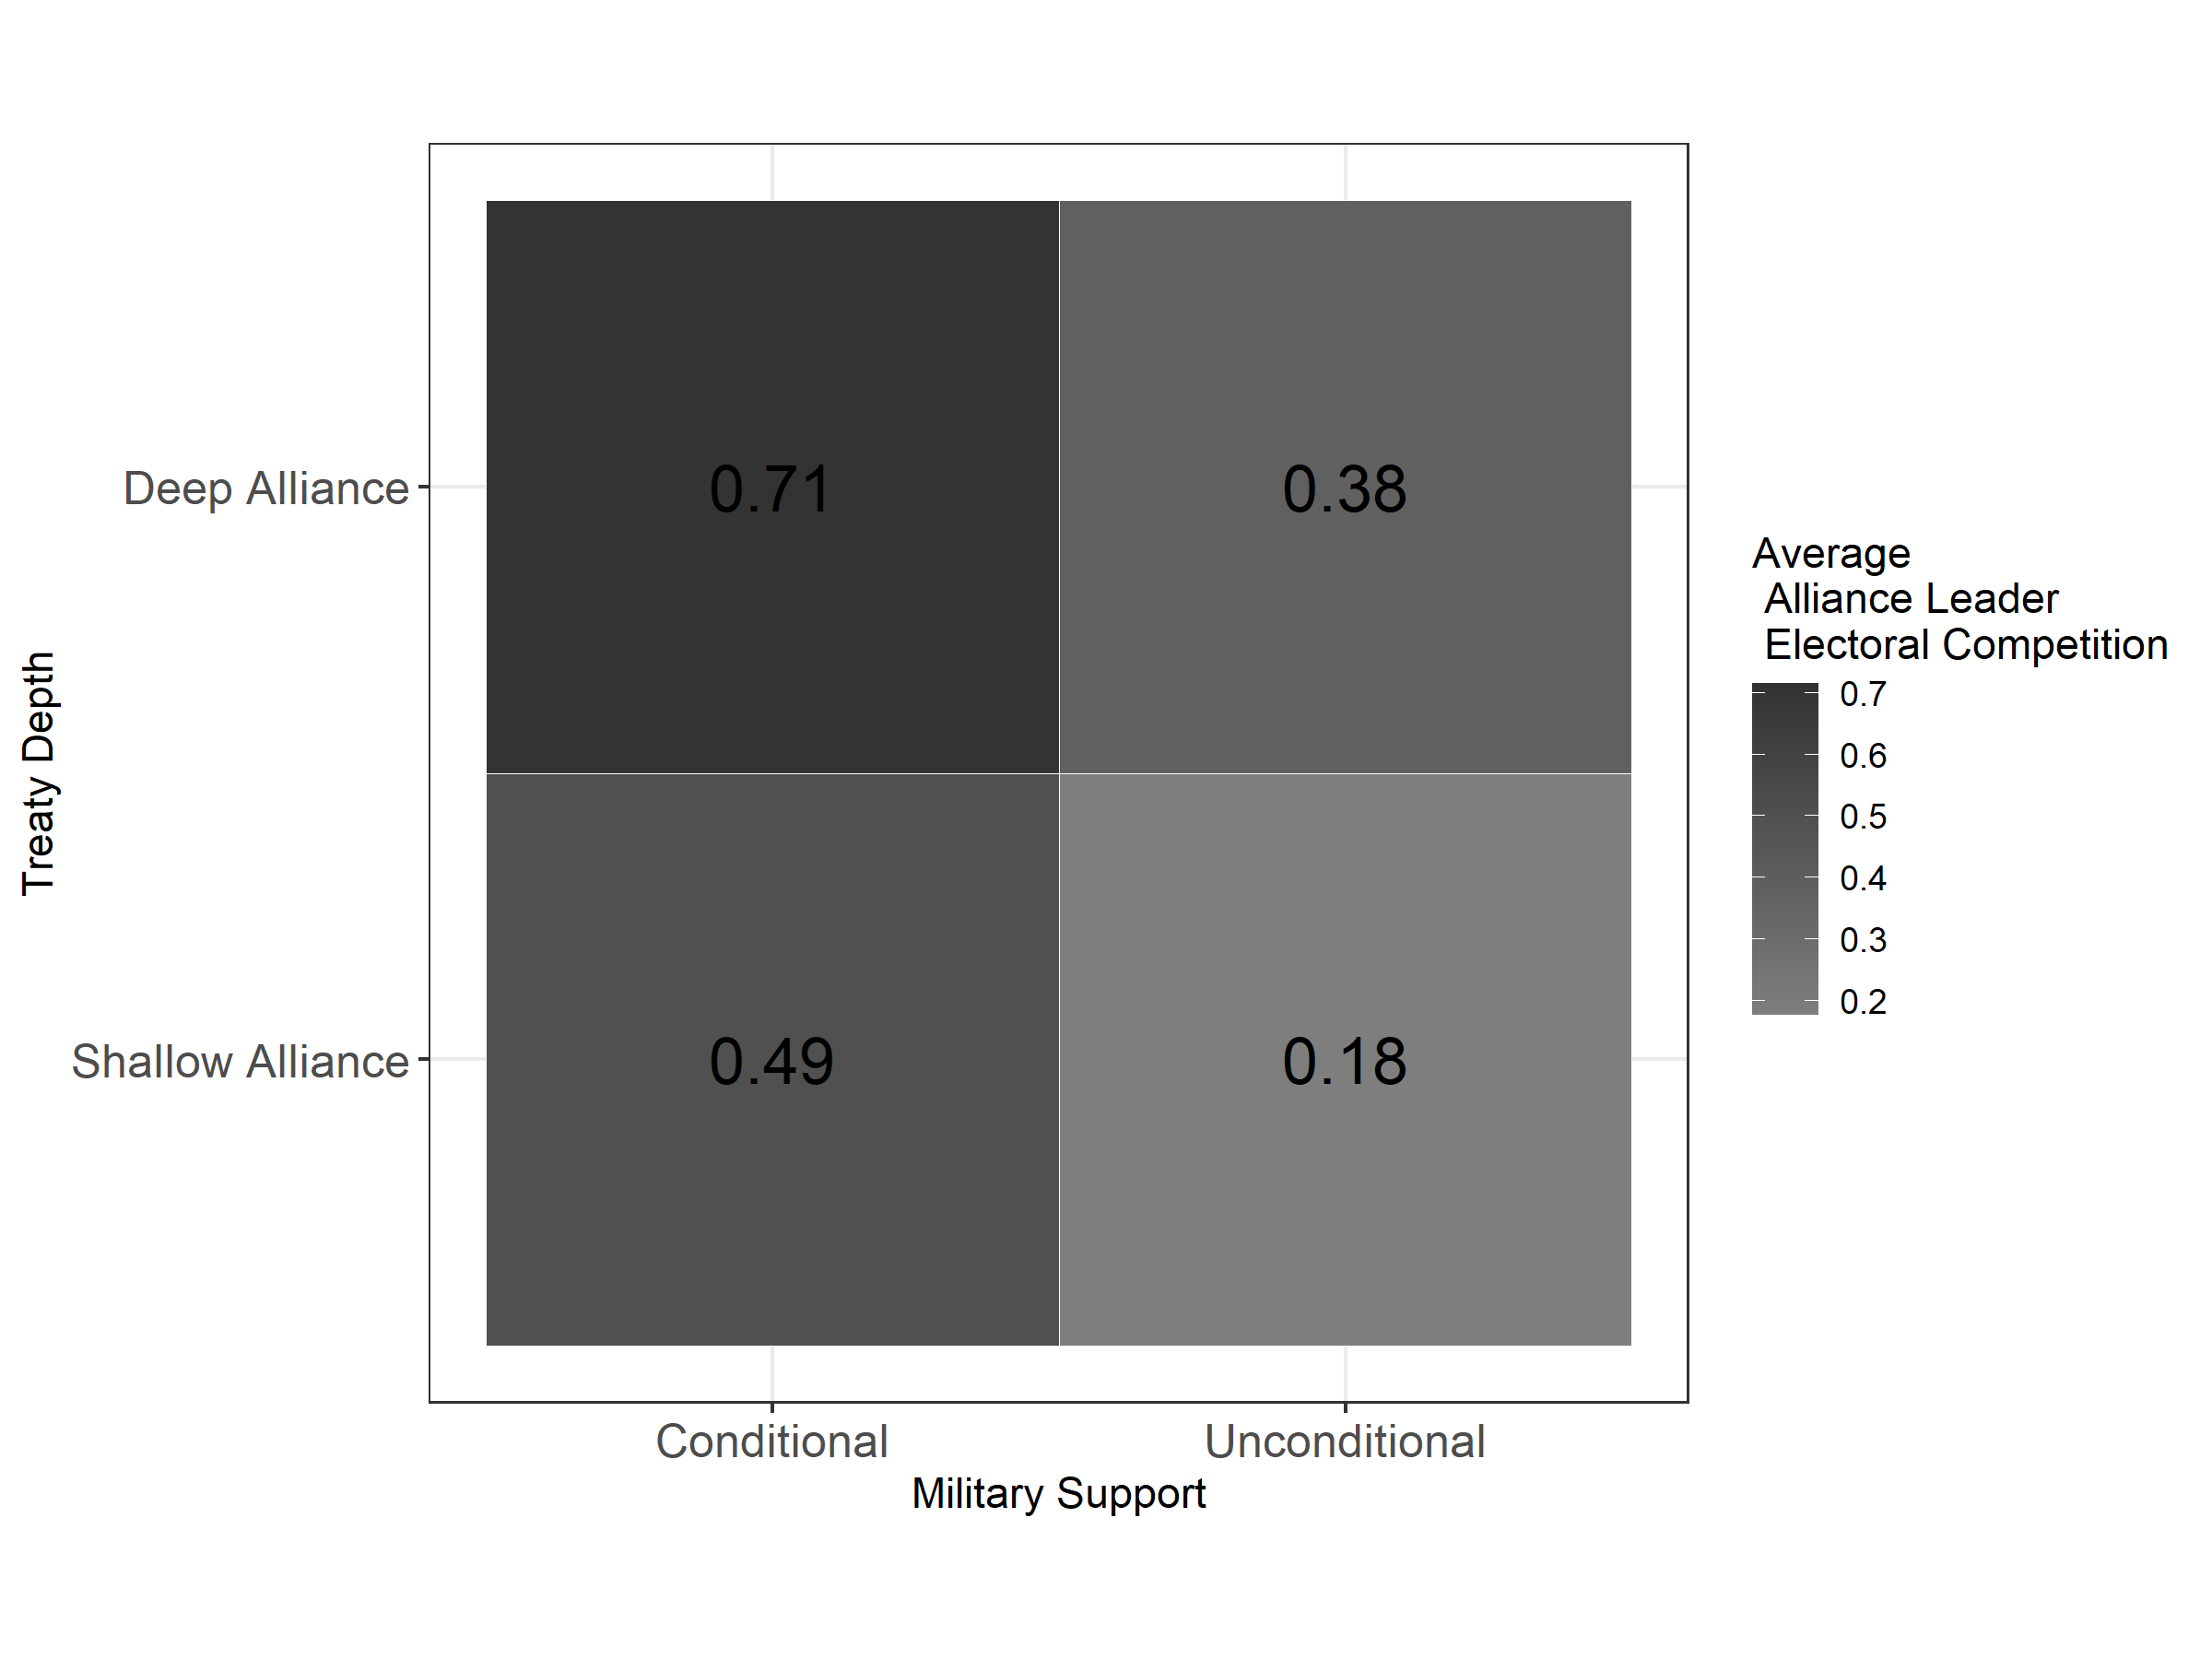 Treaty Depth
Deep Alliance
Shallow Alliance
0.71
0.38
0.49
0.18
Conditional
Unconditional
Military Support
Average
Alliance Leader
Electoral Competition
0.7
0.6
0.5
0.4
0.3
0.2